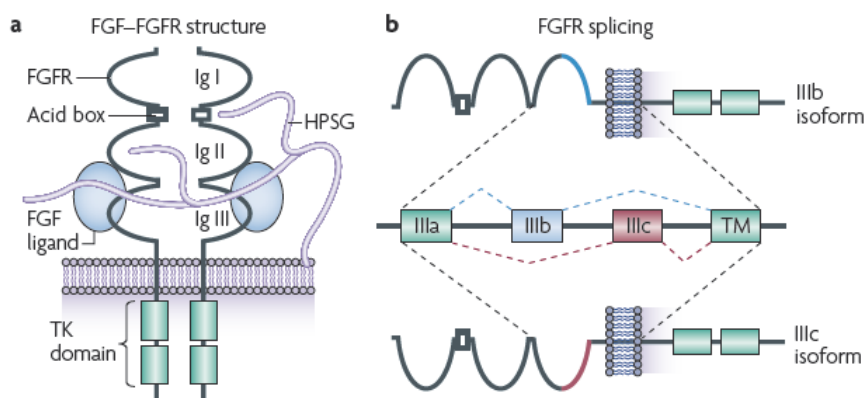 a FGF–FGFR structure
FGFR
Ig I
Acid box
HPSG
Ig II
FGF
ligand
Ig III
TK
domain
b FGFR splicing
IIIb
isoform
IIIa IIIb IIIc TM
IIIc
isoform